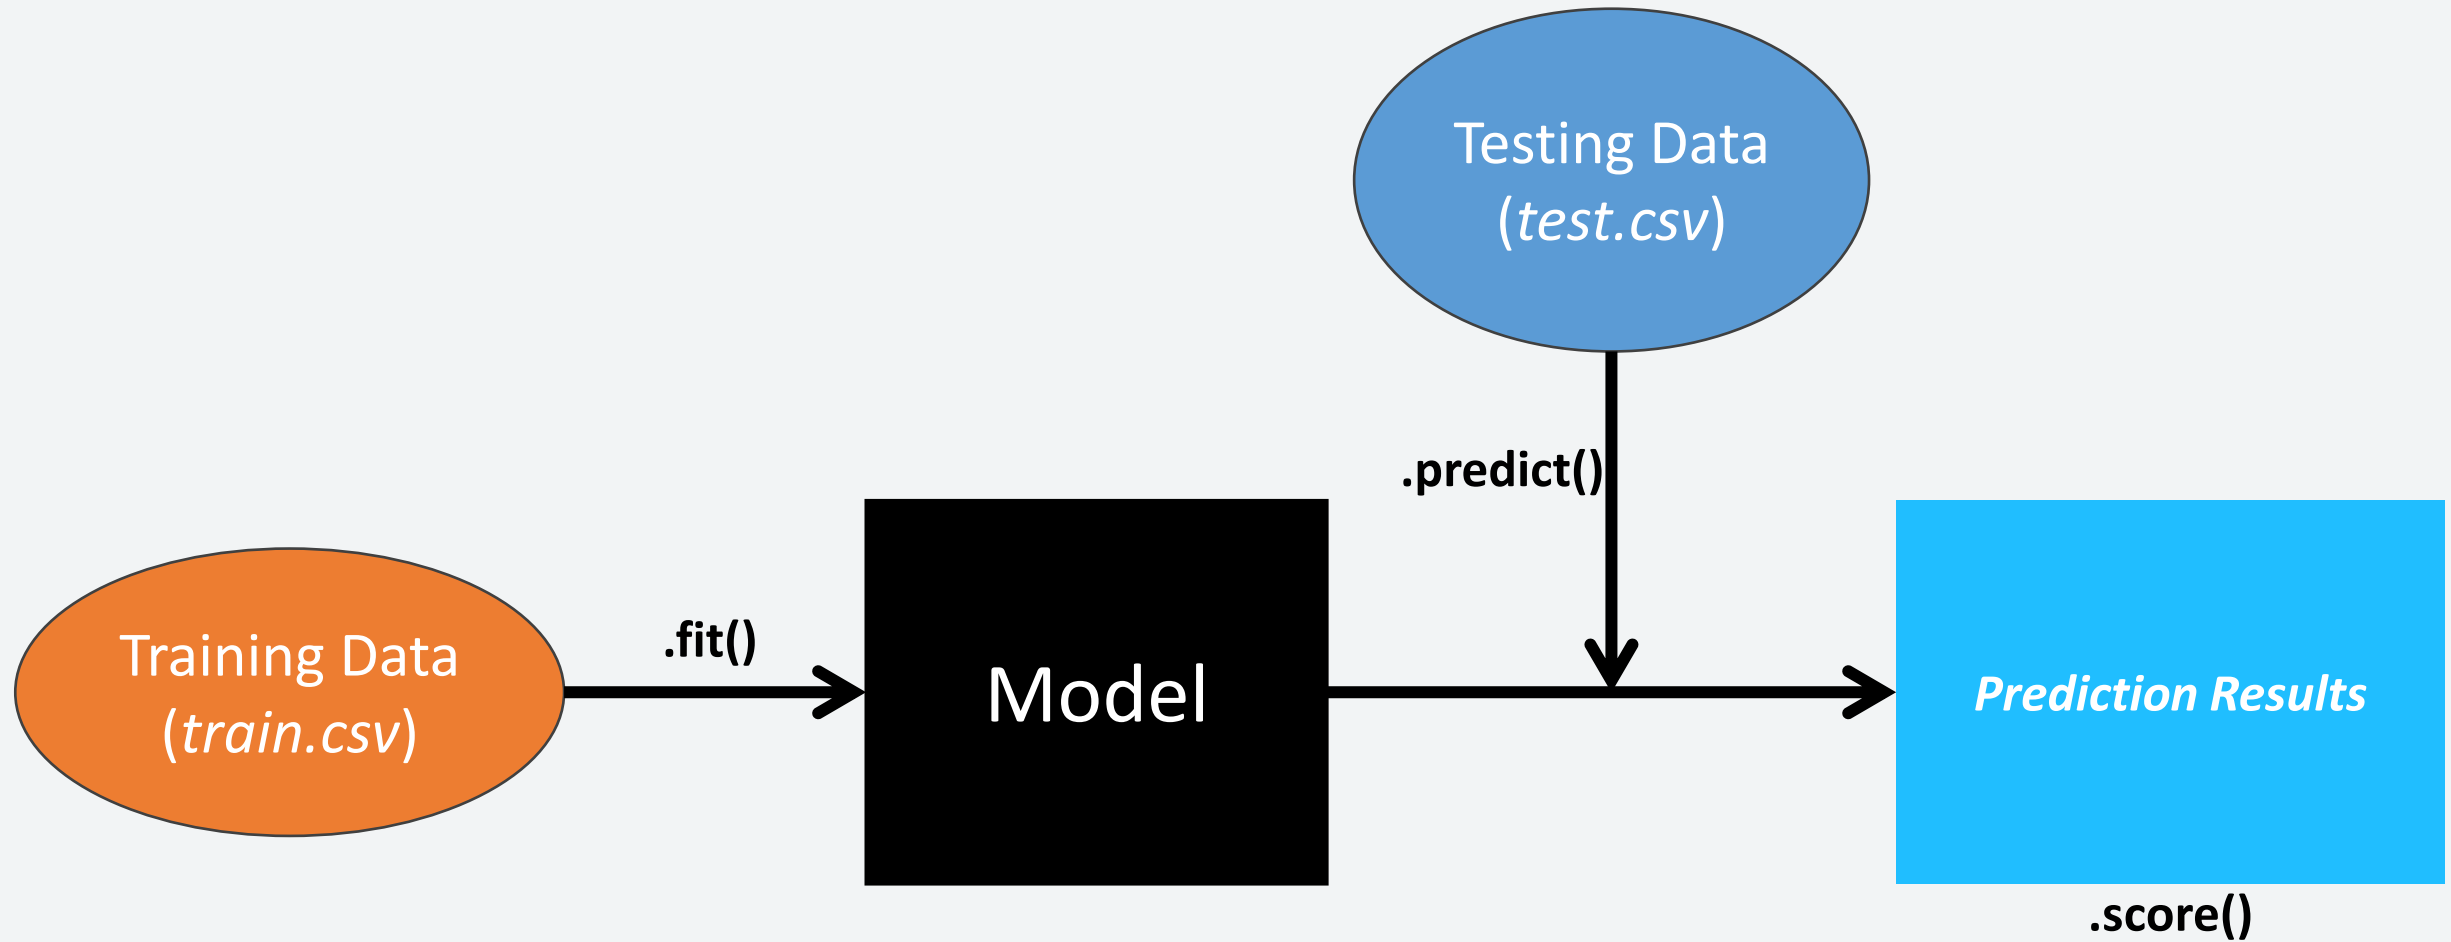 Testing Data
(test.csv)
.predict()
.fit()
Training Data
(train.csv)
Model
Prediction Results
.score()